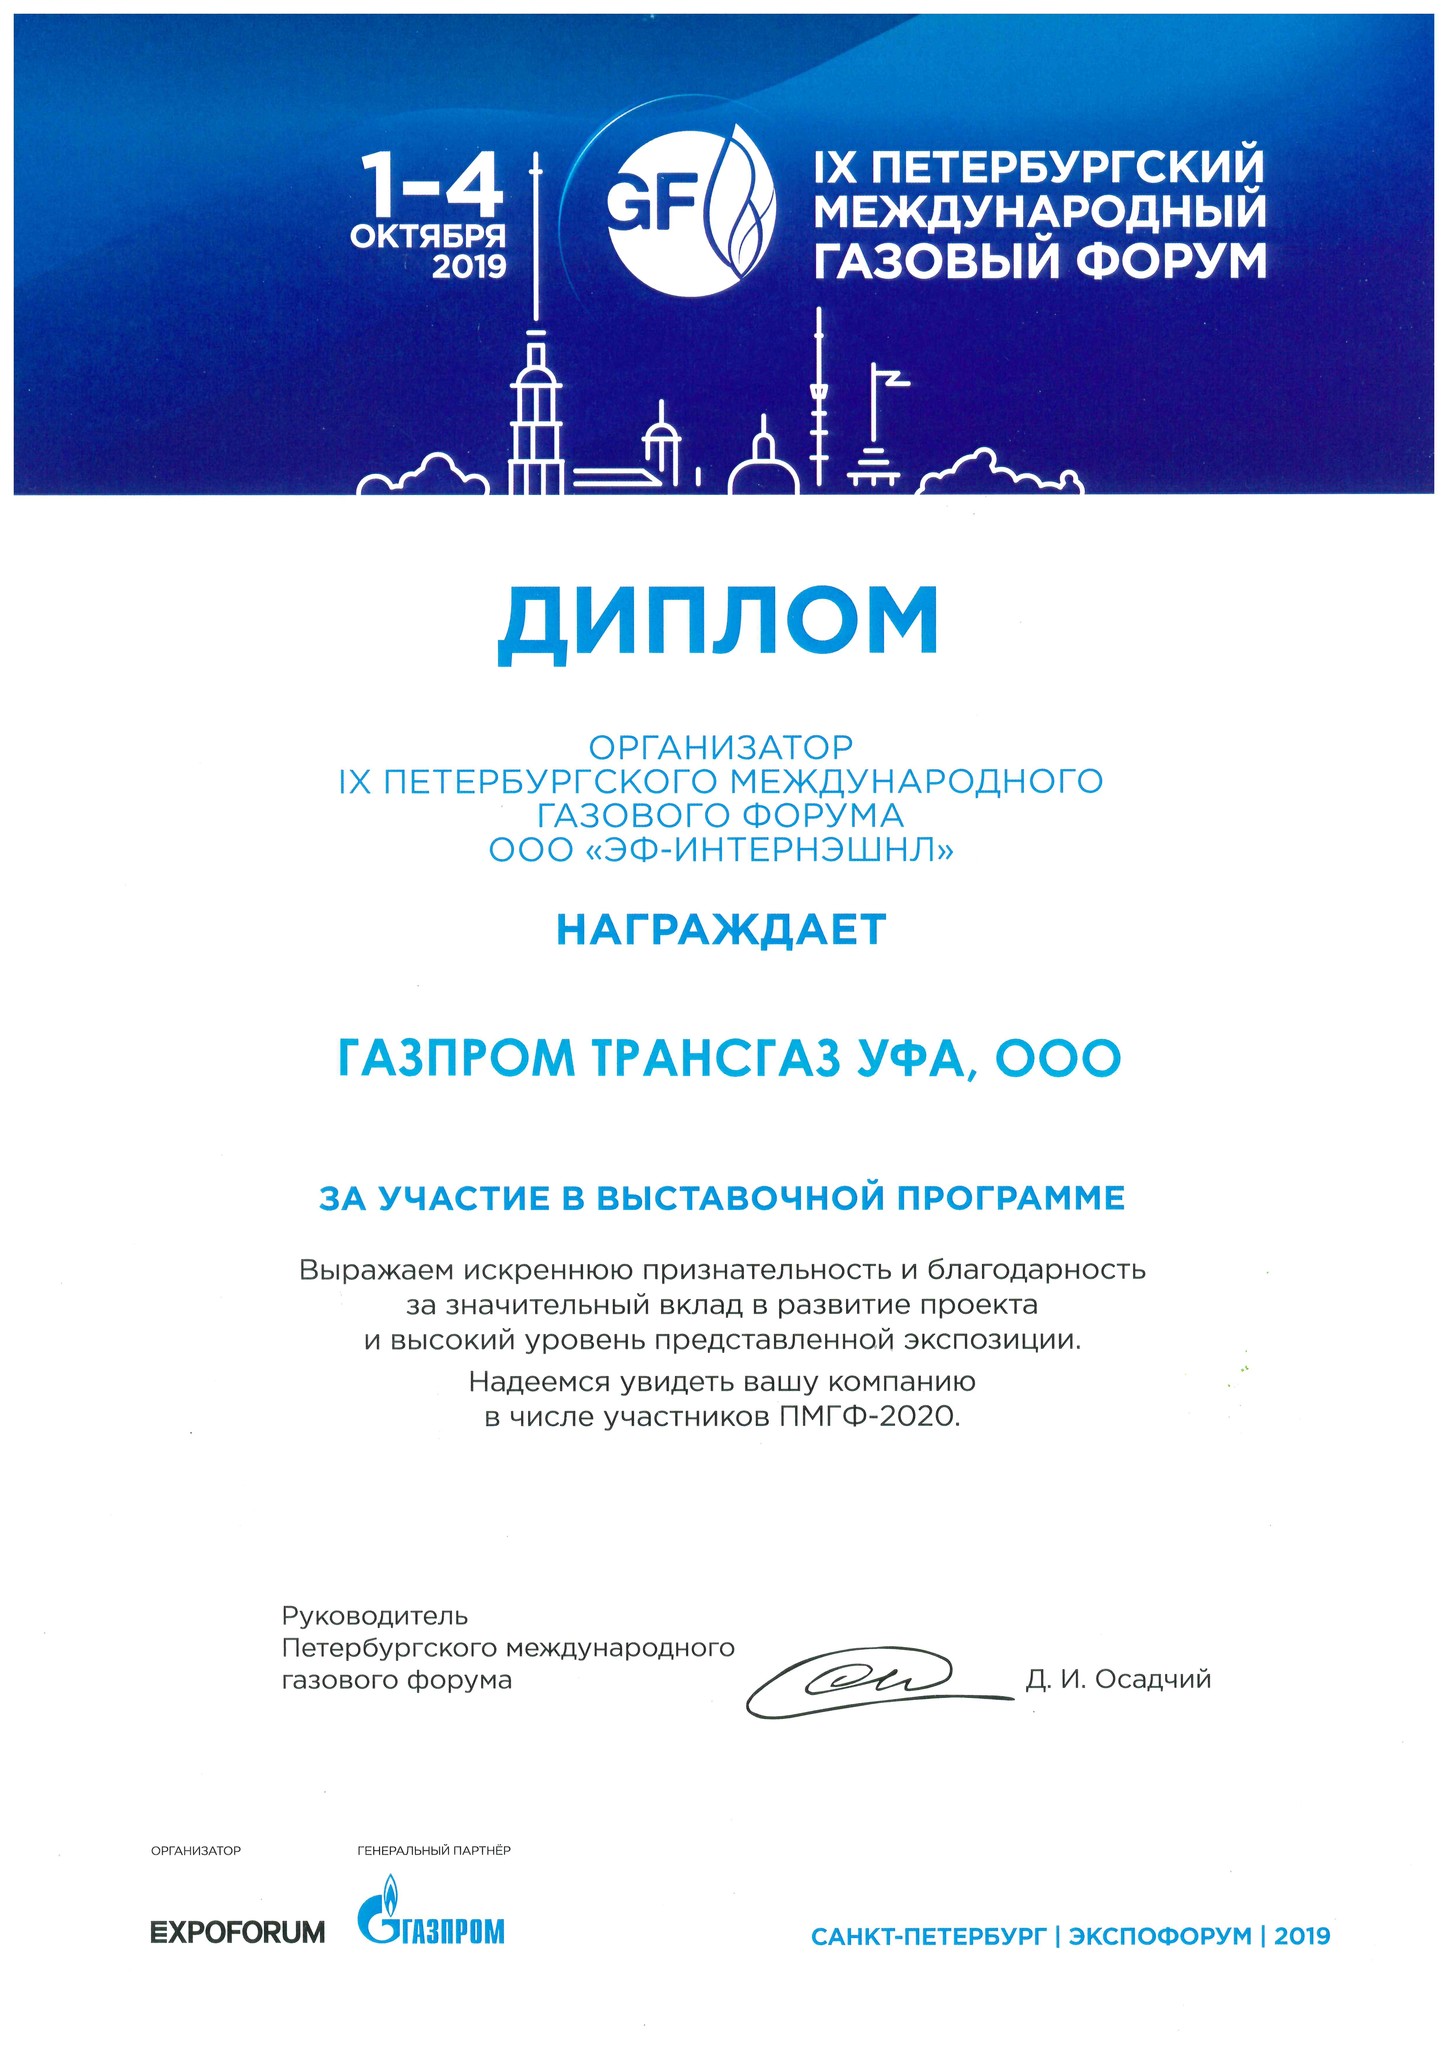 1–4
ОКТЯБРЯ
2019
GF
IX ПЕТЕРБУРГСКИЙ
МЕЖДУНАРОДНЫЙ
ГАЗОВЫЙ ФОРУМ
ДИПЛОМ
ОРГАНИЗАТОР
IX ПЕТЕРБУРГСКОГО МЕЖДУНАРОДНОГО
ГАЗОВОГО ФОРУМА
ООО «ЭФ-ИНТЕРНЭШНЛ»
НАГРАЖДАЕТ
ГАЗПРОМ ТРАНСГАЗ УФА, ООО
ЗА УЧАСТИЕ В ВЫСТАВОЧНОЙ ПРОГРАММЕ
Выражаем искреннюю признательность и благодарность
за значительный вклад в развитие проекта
и высокий уровень представленной экспозиции.
Надеемся увидеть вашу компанию
в числе участников ПМГФ-2020.
Руководитель
Петербургского международного
газового форума
Д. И. Осадчий
ОРГАНИЗАТОР
EXPOFORUM
ГЕНЕРАЛЬНЫЙ ПАРТНЁР
ГАЗПРОМ
САНКТ-ПЕТЕРБУРГ | ЭКСПОФОРУМ | 2019